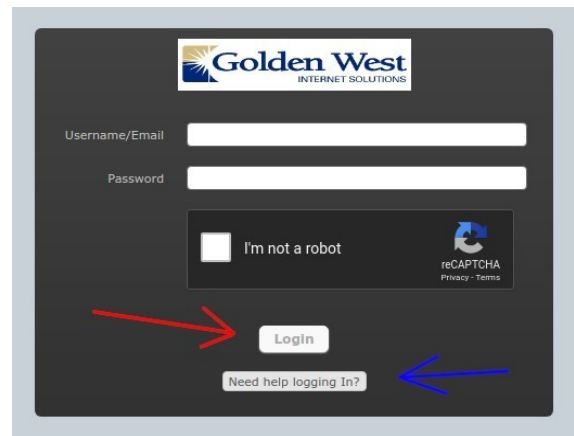 Golden West
INTERNET SOLUTIONS
Username/Email
Password
I'm not a robot
reCAPTCHA
Privacy - Terms
Login
Need help logging In?